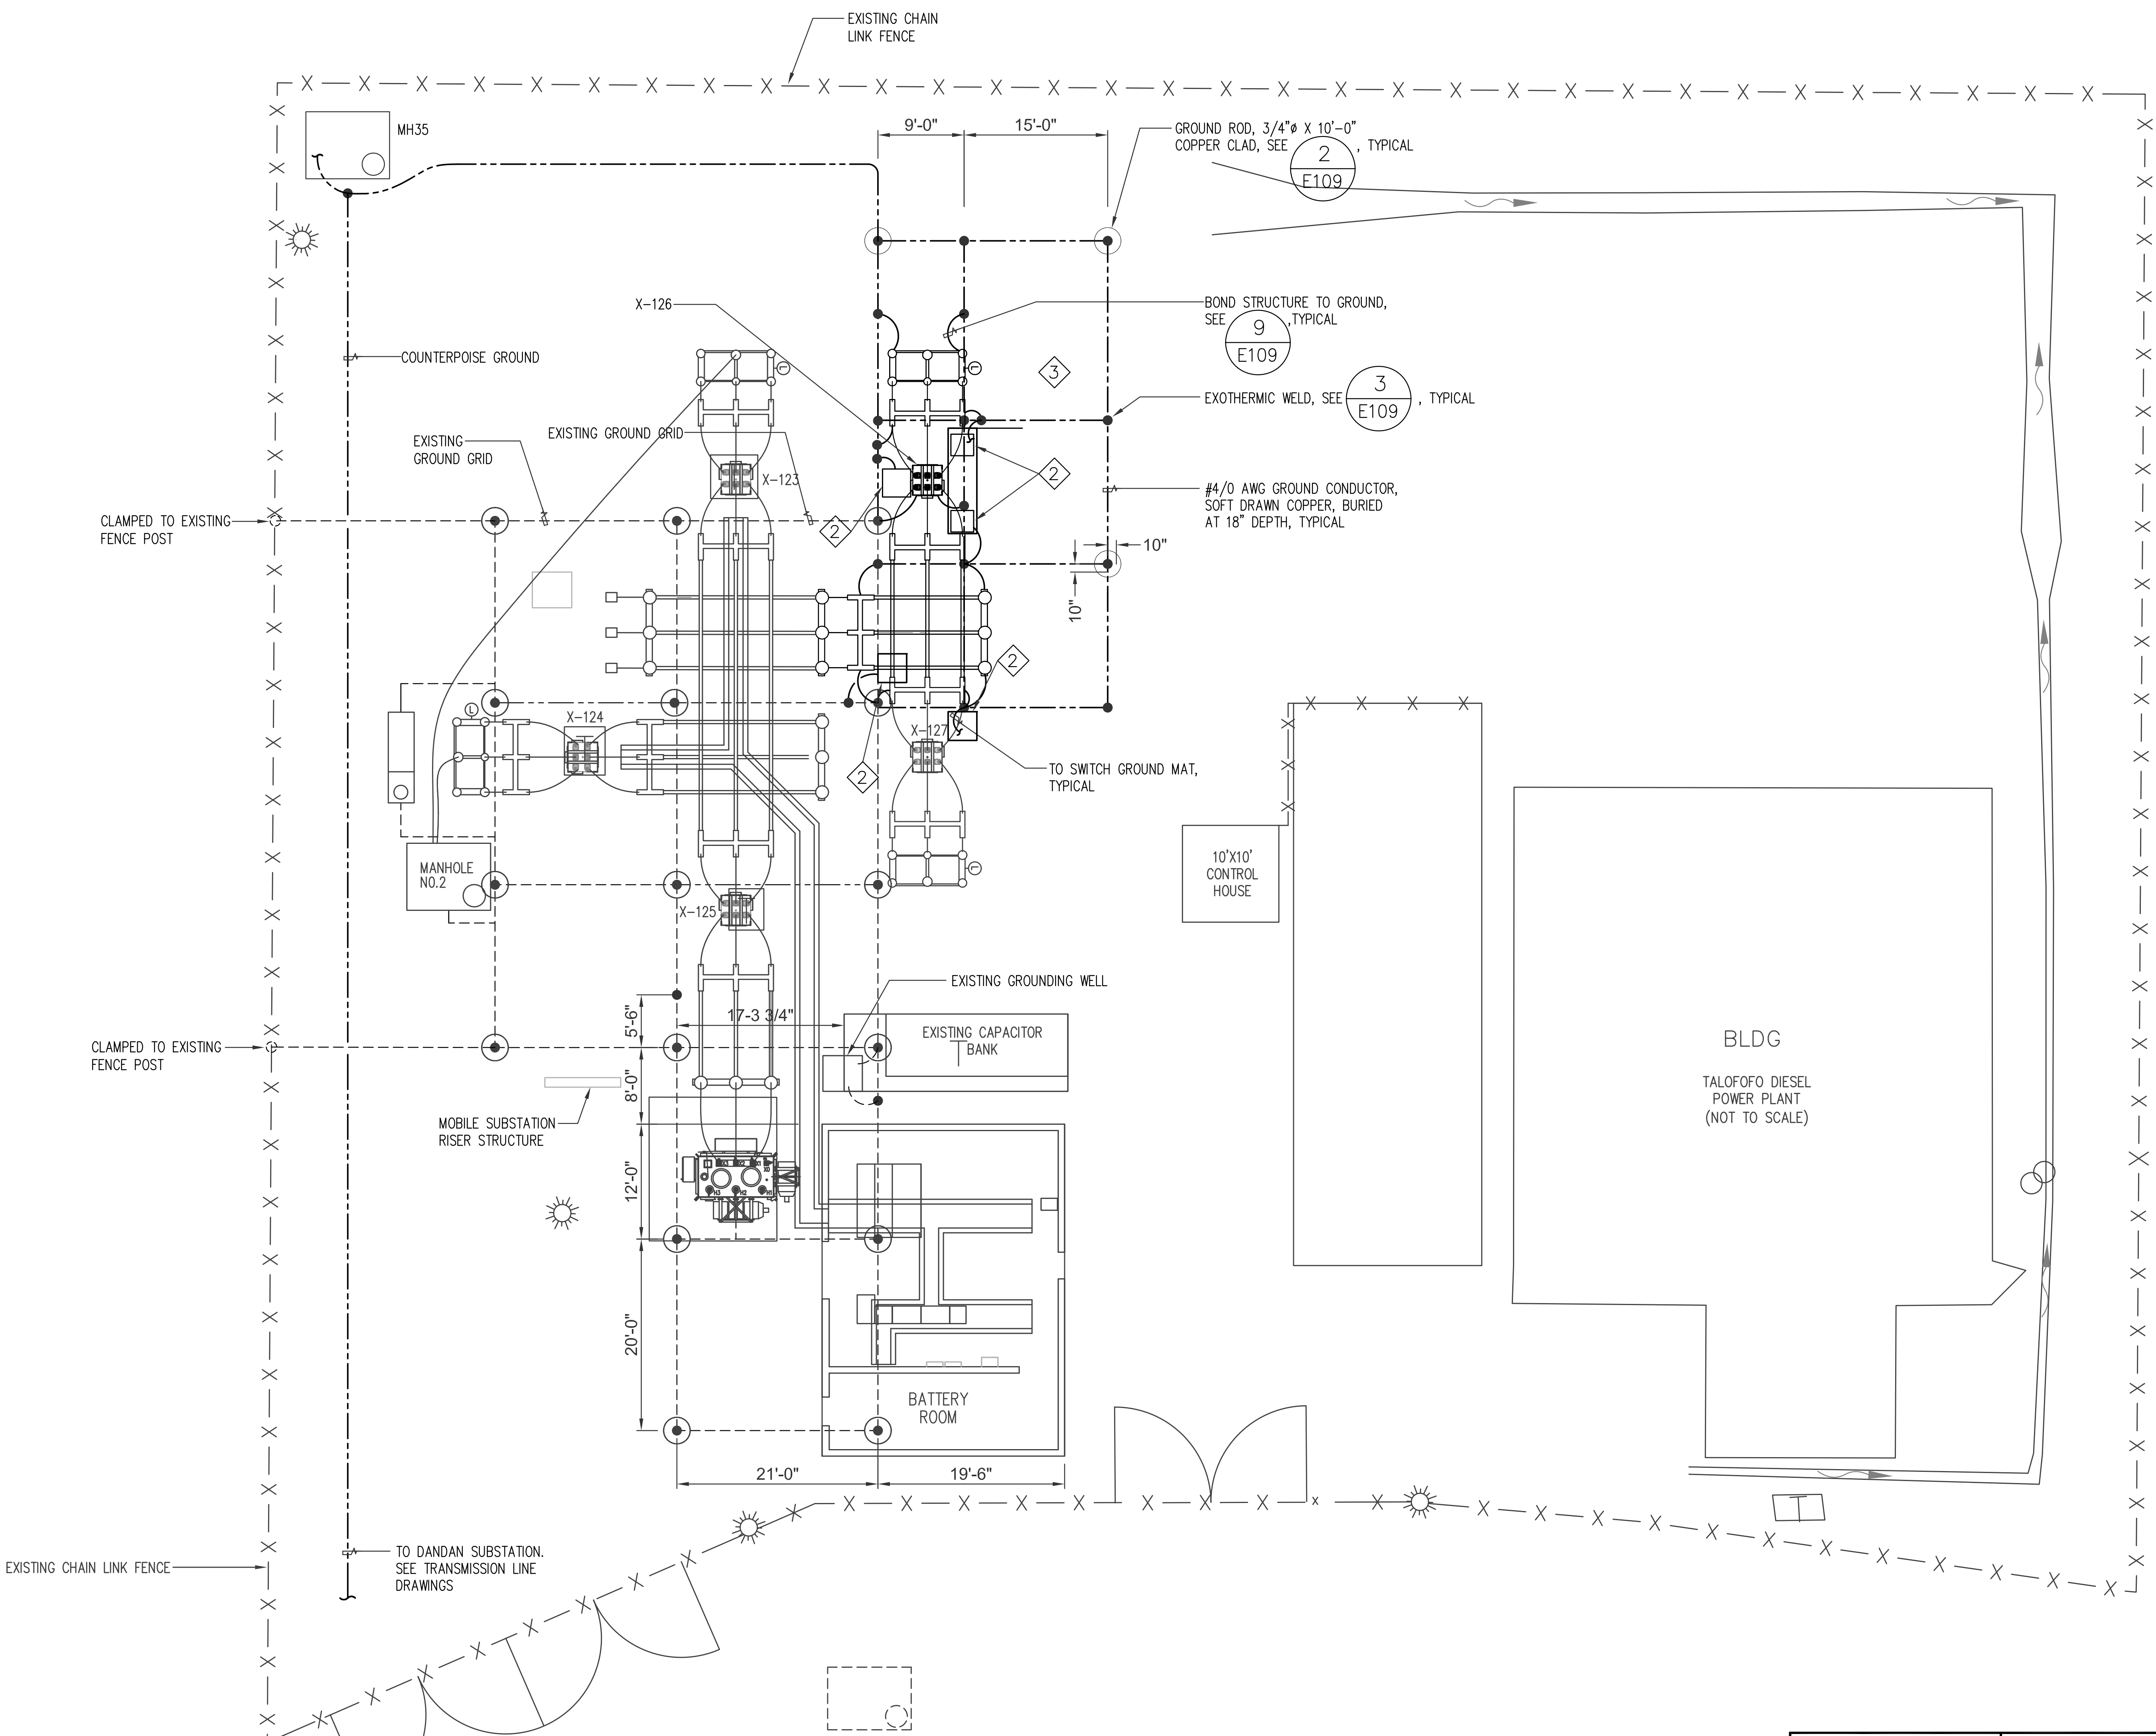 EXISTING CHAIN
LINK FENCE
MH35
9'-0"
15'-0"
GROUND ROD, 3/4"ø X 10'-0"
COPPER CLAD, SEE 2 E109 , TYPICAL
X-126
BOND STRUCTURE TO GROUND,
SEE 9 E109 ,TYPICAL
COUNTERPOISE GROUND
L
L
3
EXOTHERMIC WELD, SEE 3 E109 , TYPICAL
EXISTING
GROUND GRID
EXISTING GROUND GRID
X-123
2
#4/0 AWG GROUND CONDUCTOR,
SOFT DRAWN COPPER, BURIED
AT 18" DEPTH, TYPICAL
CLAMPED TO EXISTING
FENCE POST
2
10"
10"
2
L
X-124
X-127
TO SWITCH GROUND MAT,
TYPICAL
2
MANHOLE
NO.2
L
10'X10'
CONTROL
HOUSE
X-125
EXISTING GROUNDING WELL
5'-6"
17-3 3/4"
EXISTING CAPACITOR
BANK
CLAMPED TO EXISTING
FENCE POST
8'-0"
BLDG
TALOFOFO DIESEL
POWER PLANT
(NOT TO SCALE)
MOBILE SUBSTATION
RISER STRUCTURE
12'-0"
X3 X2 X1
X0
H3 H2 H1
20'-0"
BATTERY
ROOM
21'-0"
19'-6"
TO DANDAN SUBSTATION.
SEE TRANSMISSION LINE
DRAWINGS
EXISTING CHAIN LINK FENCE